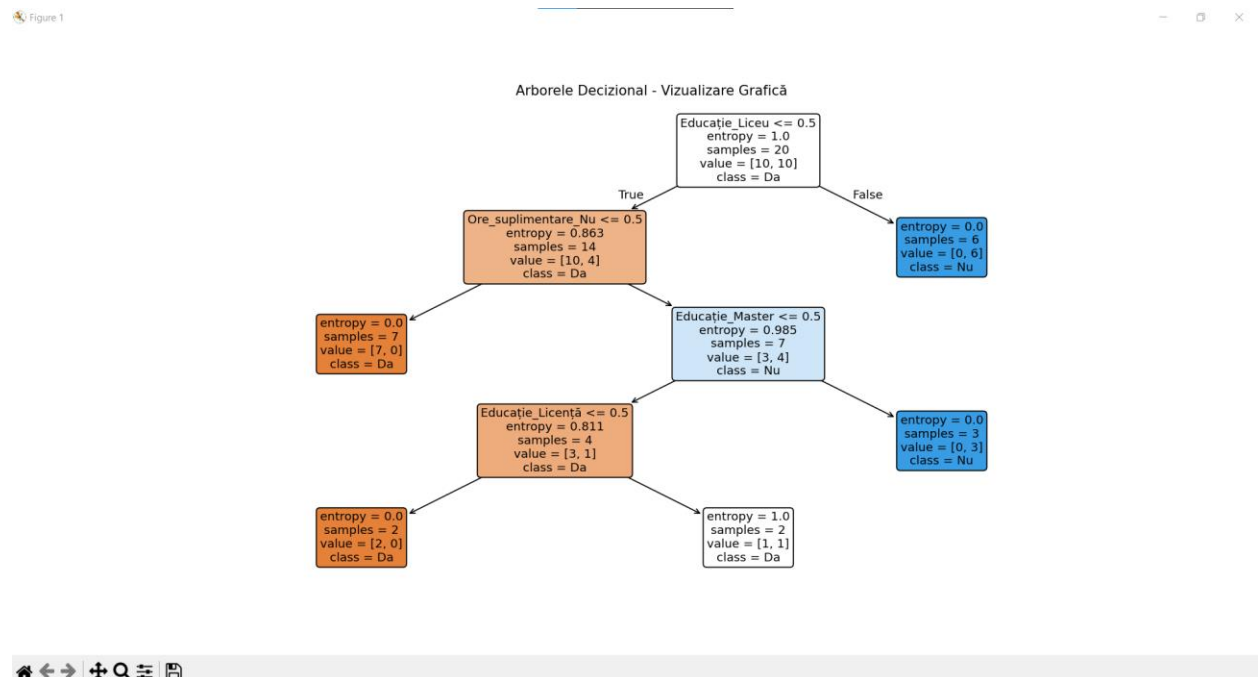 Figure 1
Arborele Decizional - Vizualizare Grafică
Educație_Liceu <= 0.5
entropy = 1.0
samples = 20
value = [10, 10]
class = Da
True
False
Ore_suplimentare_Nu <= 0.5
entropy = 0.863
samples = 14
value = [10, 4]
class = Da
entropy = 0.0
samples = 6
value = [0, 6]
class = Nu
entropy = 0.0
samples = 7
value = [7, 0]
class = Da
Educație_Master <= 0.5
entropy = 0.985
samples = 7
value = [3, 4]
class = Nu
Educație_Licență <= 0.5
entropy = 0.811
samples = 4
value = [3, 1]
class = Da
entropy = 0.0
samples = 3
value = [0, 3]
class = Nu
entropy = 0.0
samples = 2
value = [2, 0]
class = Da
entropy = 1.0
samples = 2
value = [1, 1]
class = Da